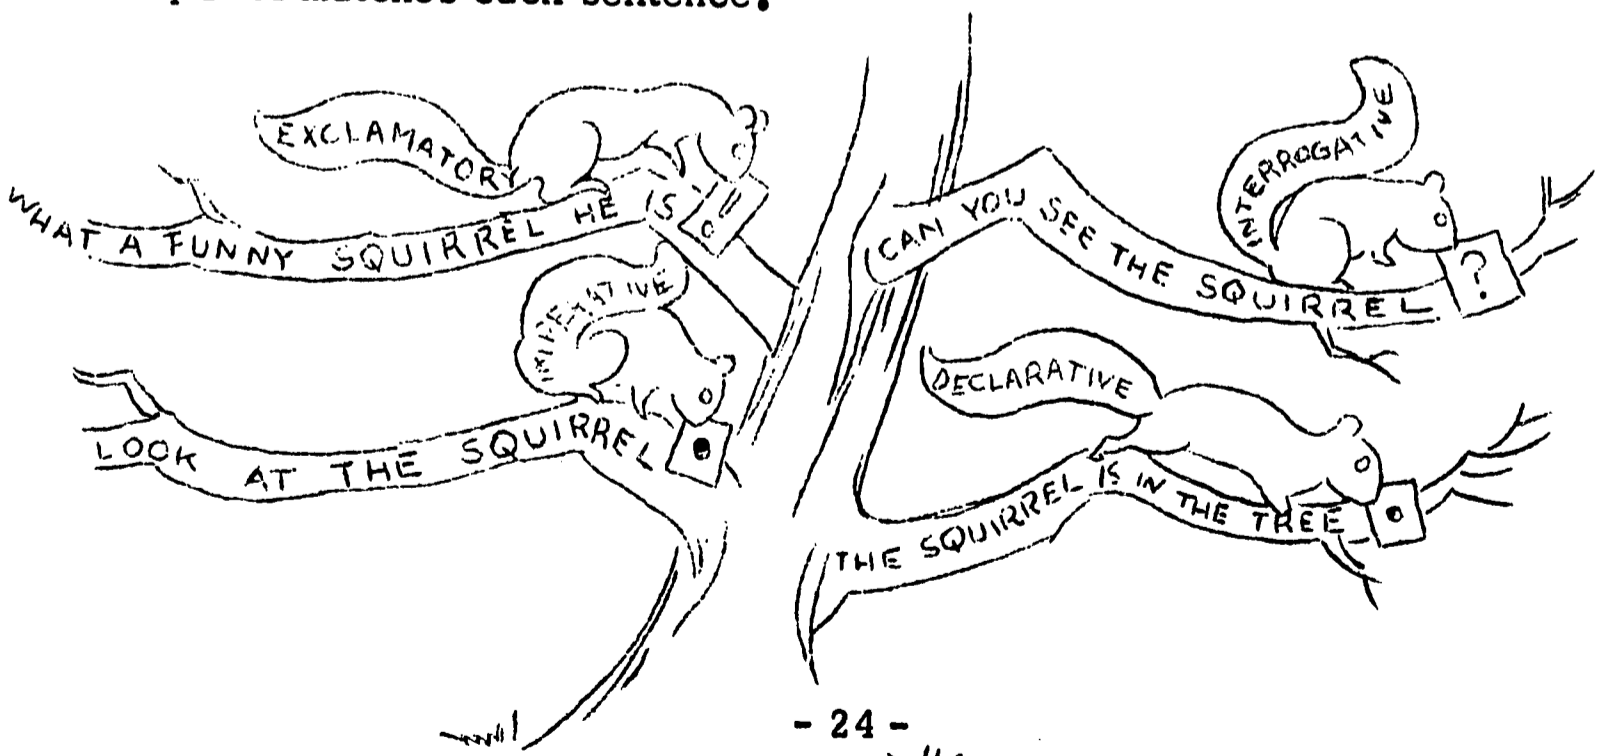 matches each sentence.
EXCLAMATORY
WHAT A FUNNY SQUIRREL HE IS !
INTERROGATIVE
CAN YOU SEE THE SQUIRREL ?
IMPERATIVE
LOOK AT THE SQUIRREL .
DECLARATIVE
THE SQUIRREL IS IN THE TREE .
- 24 -